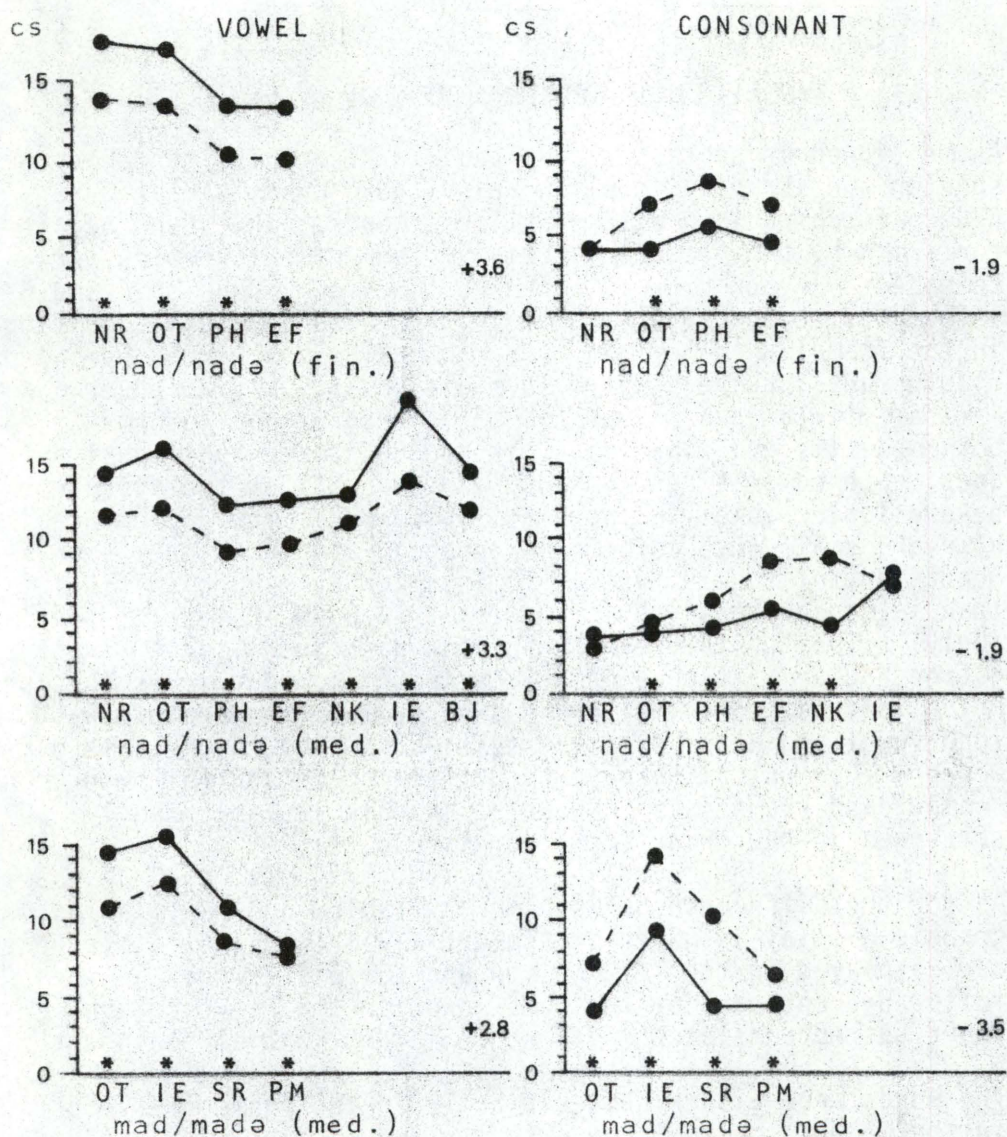 cs VOWEL cs CONSONANT
15 15
10 10
5 5
+3.6 -1.9
0 * * * * 0 * * *
NR OT PH EF NR OT PH EF
nad/nadə (fin.) nad/nadə (fin.)
15 15
10 10
5 5
+3.3 -1.9
0 * * * * * * * 0 * * * *
NR OT PH EF NK IE BJ NR OT PH EF NK IE
nad/nadə (med.) nad/nadə (med.)
15 15
10 10
5 5
+2.8 -3.5
0 * * * * 0 * * * *
OT IE SR PM OT IE SR PM
mad/madə (med.) mad/madə (med.)